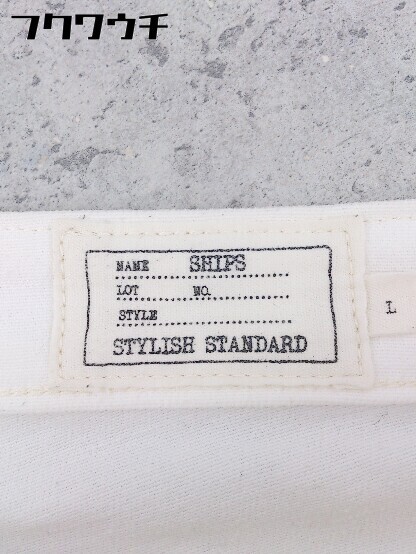 フクワウチ
NAME SHIPS
LOT NO.
STYLE
STYLISH STANDARD
L